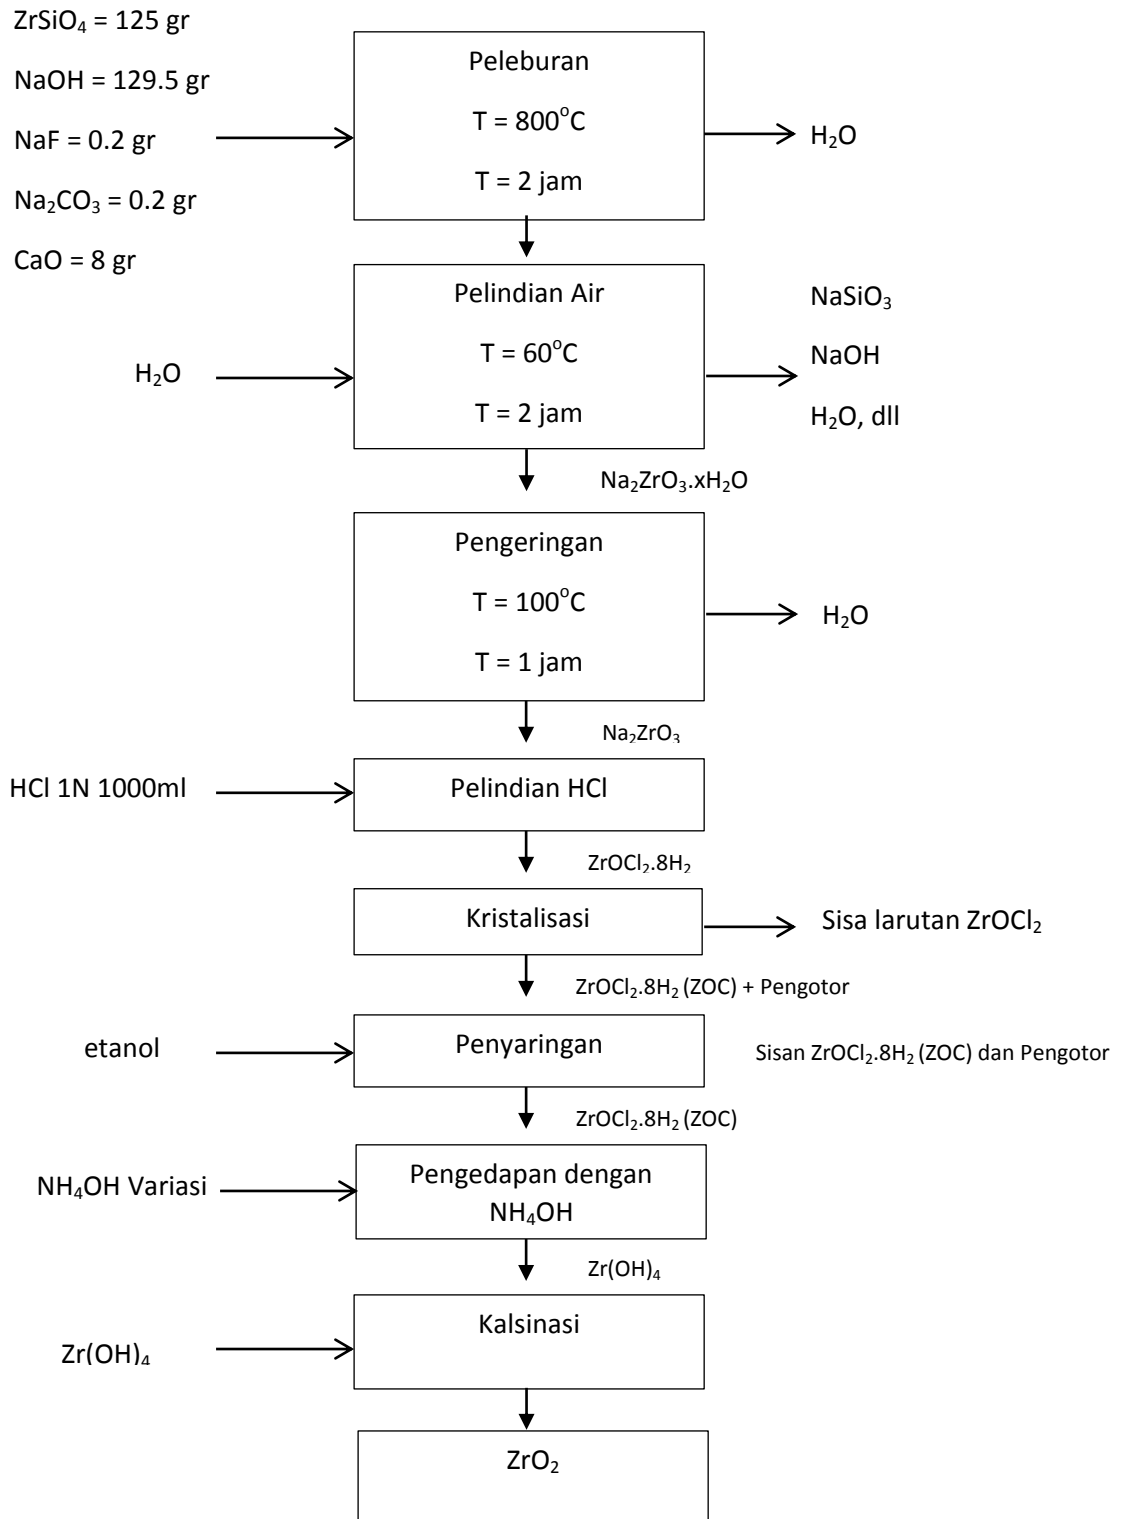 ZrSiO₄ = 125 gr
NaOH = 129.5 gr
NaF = 0.2 gr
Na₂CO₃ = 0.2 gr
CaO = 8 gr
Peleburan
T = 800°C
T = 2 jam
H₂O
Pelindian Air
T = 60°C
T = 2 jam
H₂O
NaSiO₃
NaOH
H₂O, dll
Na₂ZrO₃.xH₂O
Pengeringan
T = 100°C
T = 1 jam
H₂O
Na₂ZrO₃
HCl 1N 1000ml
Pelindian HCl
ZrOCl₂.8H₂
Kristalisasi
Sisa larutan ZrOCl₂
ZrOCl₂.8H₂ (ZOC) + Pengotor
etanol
Penyaringan
Sisan ZrOCl₂.8H₂ (ZOC) dan Pengotor
ZrOCl₂.8H₂ (ZOC)
NH₄OH Variasi
Pengedapan dengan
NH₄OH
Zr(OH)₄
Kalsinasi
Zr(OH)₄
ZrO₂